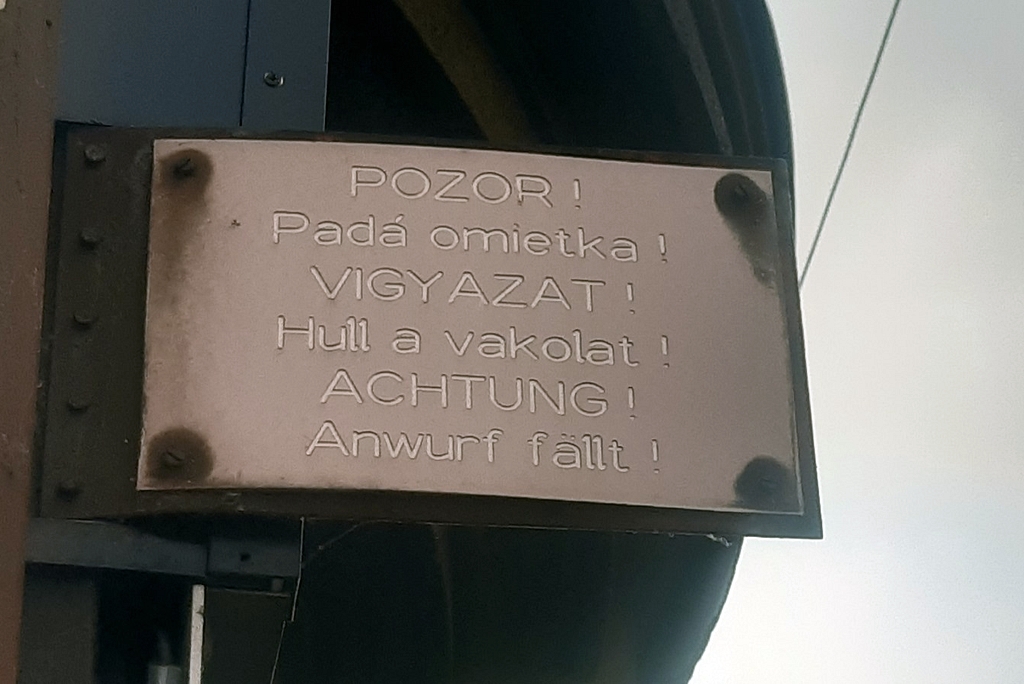 POZOR !
Padá omietka !
VIGYAZAT !
Hull a vakolat !
ACHTUNG !
Anwurf fällt !